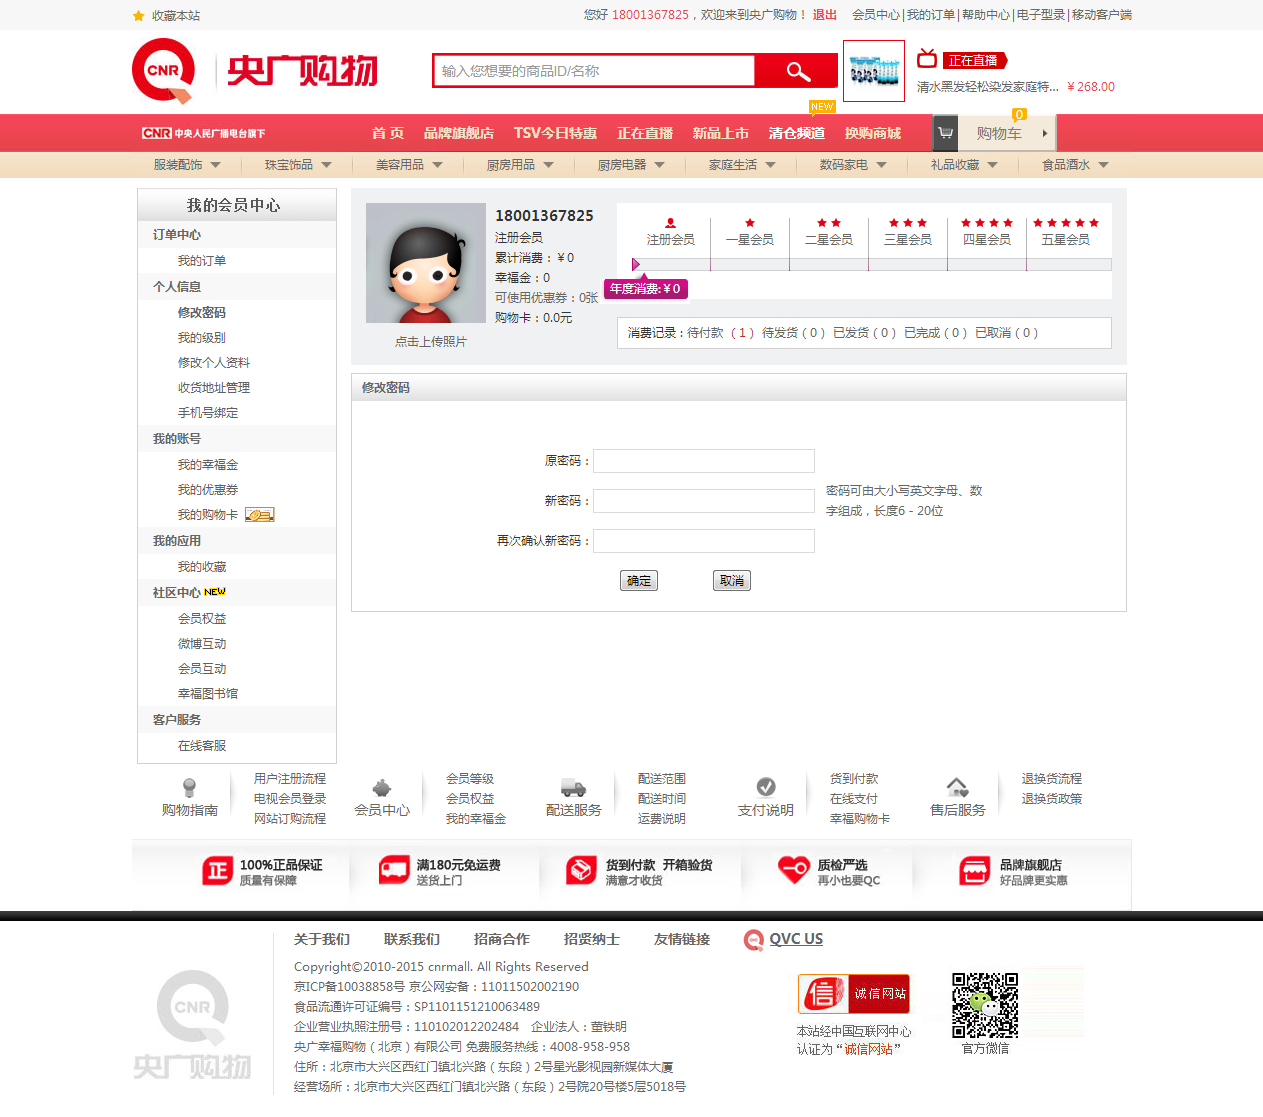 收藏本站
您好 18001367825，欢迎来到央广购物！ 退出 会员中心|我的订单|帮助中心|电子型录|移动客户端
CNR 央广购物
输入您想要的商品ID/名称
正在直播
清水黑发轻松染发家庭特... ￥268.00
NEW
0
CNR 中央人民广播电台旗下
首 页 品牌旗舰店 TSV今日特惠 正在直播 新品上市 清仓频道 换购商城 购物车
服装配饰 珠宝饰品 美容用品 厨房用品 厨房电器 家庭生活 数码家电 礼品收藏 食品酒水
我的会员中心
订单中心
我的订单
个人信息
修改密码
我的级别
修改个人资料
收货地址管理
手机号绑定
我的账号
我的幸福金
我的优惠券
我的购物卡
我的应用
我的收藏
社区中心 NEW
会员权益
微博互动
会员互动
幸福图书馆
客户服务
在线客服
点击上传照片
18001367825
注册会员
累计消费：￥0
幸福金：0
可使用优惠券：0张
购物卡：0.0元
注册会员 一星会员 二星会员 三星会员 四星会员 五星会员
年度消费:￥0
消费记录：待付款 （1） 待发货（0） 已发货（0） 已完成（0） 已取消（0）
修改密码
原密码：
新密码：
密码可由大小写英文字母、数
字组成，长度6－20位
再次确认新密码：
确定 取消
购物指南
用户注册流程
电视会员登录
网站订购流程
会员中心
会员等级
会员权益
我的幸福金
配送服务
配送范围
配送时间
运费说明
支付说明
货到付款
在线支付
幸福购物卡
售后服务
退换货流程
退换货政策
正 100%正品保证
质量有保障
满180元免运费
送货上门
货到付款 开箱验货
满意才收货
质检严选
再小也要QC
品牌旗舰店
好品牌更实惠
关于我们 联系我们 招商合作 招贤纳士 友情链接 QVC US
CNR
央广购物
Copyright©2010-2015 cnrmall. All Rights Reserved
京ICP备10038858号 京公网安备：11011502002190
食品流通许可证编号：SP1101151210063489
企业营业执照注册号：110102012202484 企业法人：董铁明
央广幸福购物（北京）有限公司 免费服务热线：4008-958-958
住所：北京市大兴区西红门镇北兴路（东段）2号星光影视园新媒体大厦
经营场所：北京市大兴区西红门镇北兴路（东段）2号院20号楼5层5018号
信 诚信网站
本站经中国互联网中心
认证为“诚信网站”
官方微信